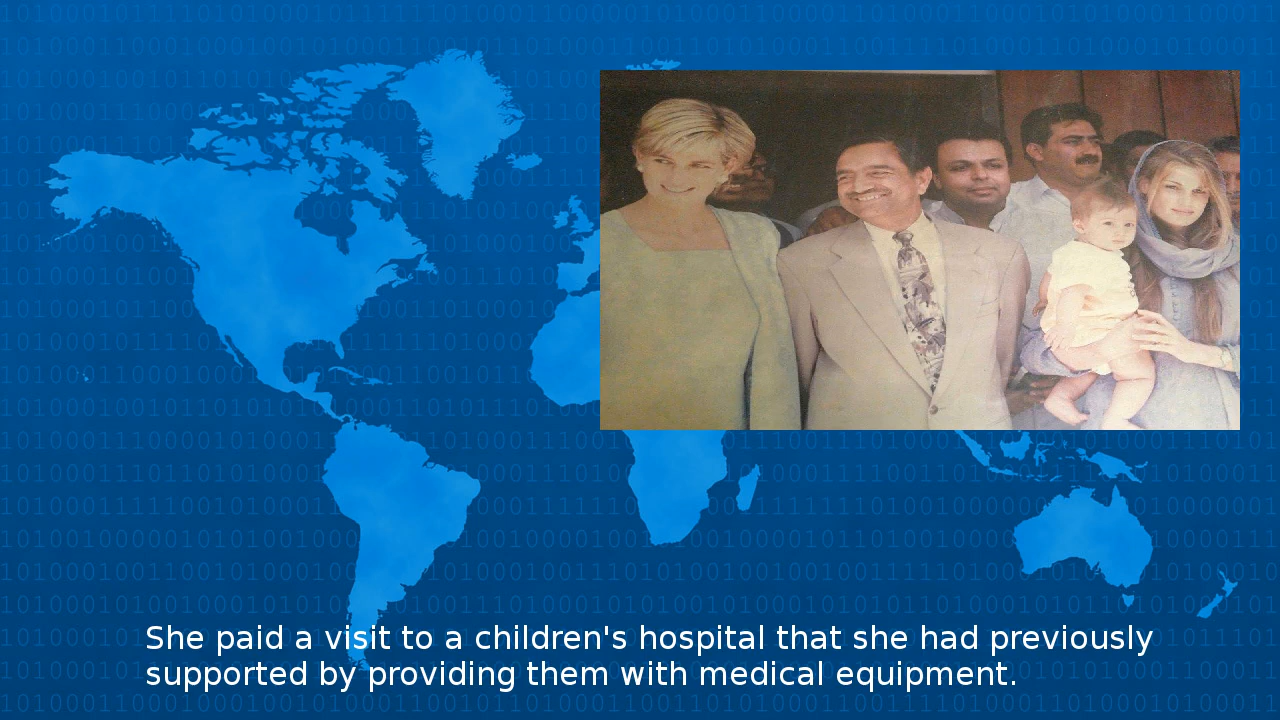 She paid a visit to a children's hospital that she had previously
supported by providing them with medical equipment.